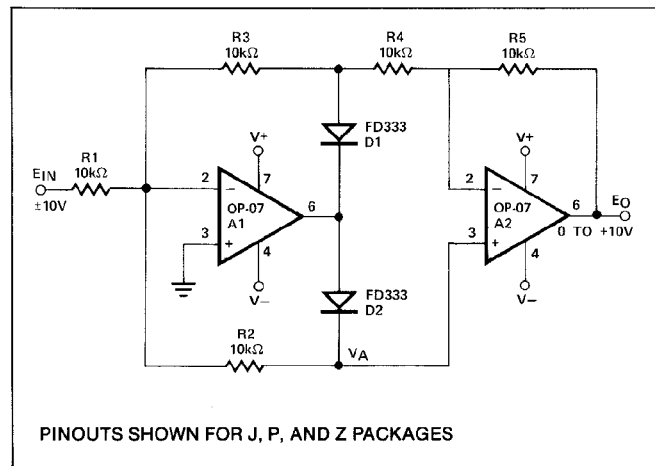 R3
10kΩ
R4
10kΩ
R5
10kΩ
FD333
D1
V+
V+
EIN
R1
10kΩ
±10V
2
−
7
6
OP-07
A1
3
+
4
V−
2
−
7
6
EO
OP-07
A2
0 TO +10V
3
+
4
V−
FD333
D2
R2
10kΩ
VA
PINOUTS SHOWN FOR J, P, AND Z PACKAGES